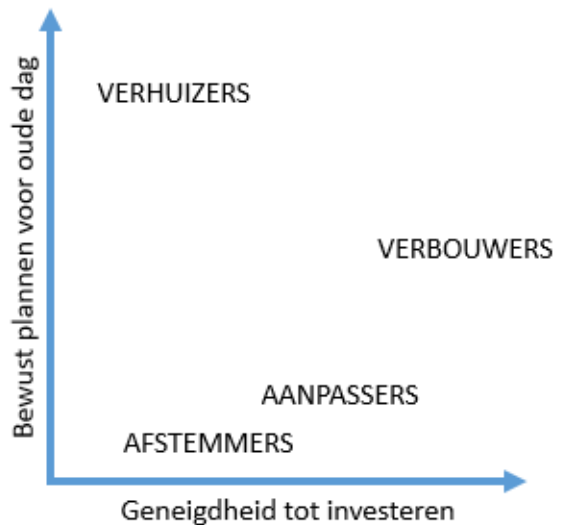 Bewust plannen voor oude dag
VERHUIZERS
VERBOUWERS
AANPASSERS
AFSTEMMERS
Geneigdheid tot investeren